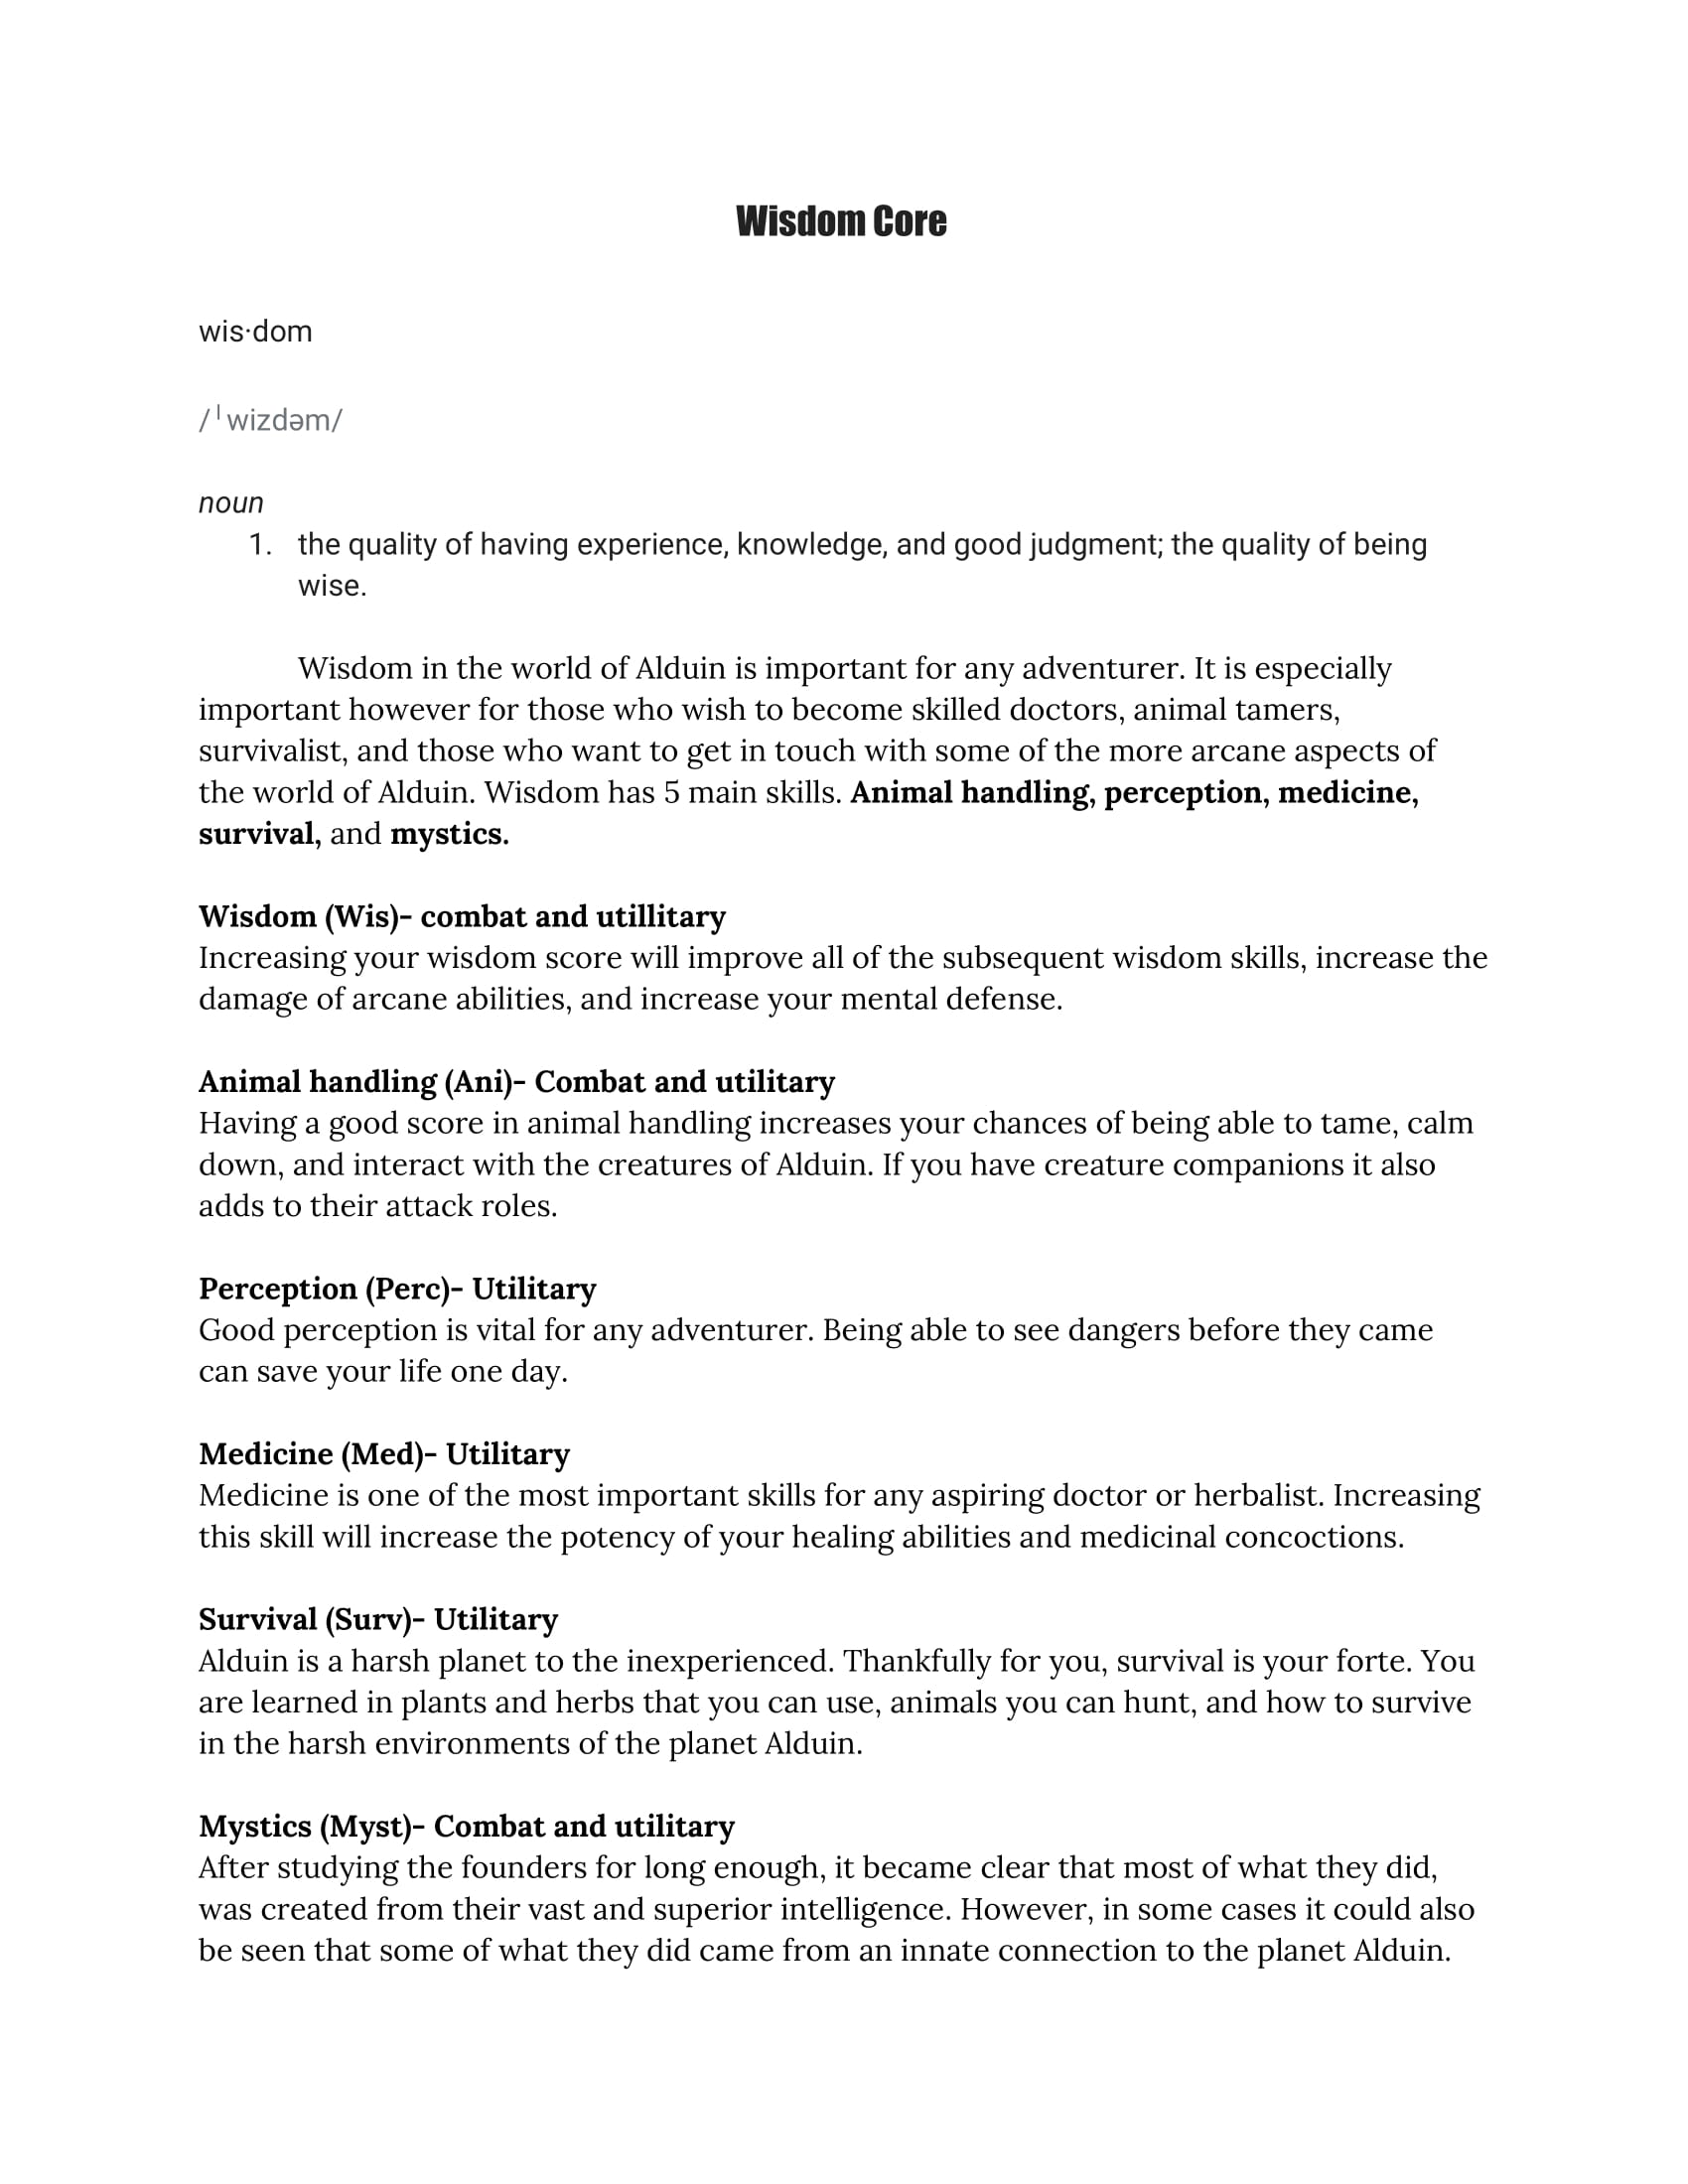 Wisdom Core
wis·dom
/ˈwizdəm/
noun
1. the quality of having experience, knowledge, and good judgment; the quality of being
wise.
Wisdom in the world of Alduin is important for any adventurer. It is especially
important however for those who wish to become skilled doctors, animal tamers,
survivalist, and those who want to get in touch with some of the more arcane aspects of
the world of Alduin. Wisdom has 5 main skills. Animal handling, perception, medicine,
survival, and mystics.
Wisdom (Wis)- combat and utillitary
Increasing your wisdom score will improve all of the subsequent wisdom skills, increase the
damage of arcane abilities, and increase your mental defense.
Animal handling (Ani)- Combat and utilitary
Having a good score in animal handling increases your chances of being able to tame, calm
down, and interact with the creatures of Alduin. If you have creature companions it also
adds to their attack roles.
Perception (Perc)- Utilitary
Good perception is vital for any adventurer. Being able to see dangers before they came
can save your life one day.
Medicine (Med)- Utilitary
Medicine is one of the most important skills for any aspiring doctor or herbalist. Increasing
this skill will increase the potency of your healing abilities and medicinal concoctions.
Survival (Surv)- Utilitary
Alduin is a harsh planet to the inexperienced. Thankfully for you, survival is your forte. You
are learned in plants and herbs that you can use, animals you can hunt, and how to survive
in the harsh environments of the planet Alduin.
Mystics (Myst)- Combat and utilitary
After studying the founders for long enough, it became clear that most of what they did,
was created from their vast and superior intelligence. However, in some cases it could also
be seen that some of what they did came from an innate connection to the planet Alduin.